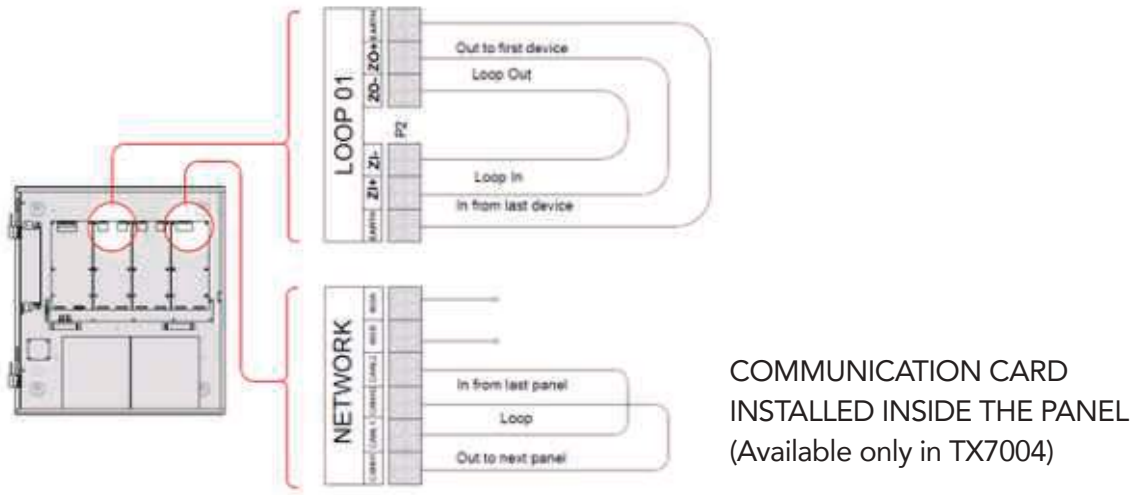 LOOP 01
EARTH
ZO+
ZO-
P2
ZI-
ZI+
EARTH
Out to first device
Loop Out
Loop In
In from last device
NETWORK
In from last panel
Loop
Out to next panel
COMMUNICATION CARD
INSTALLED INSIDE THE PANEL
(Available only in TX7004)